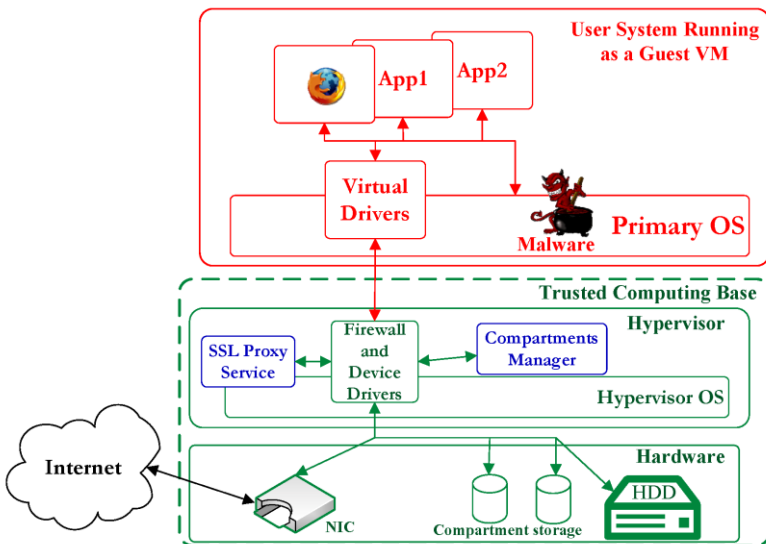 User System Running
as a Guest VM
App1
App2
Virtual
Drivers
Malware
Primary OS
Trusted Computing Base
Hypervisor
SSL Proxy
Service
Firewall
and
Device
Drivers
Compartments
Manager
Hypervisor OS
Internet
Hardware
NIC
Compartment storage
HDD